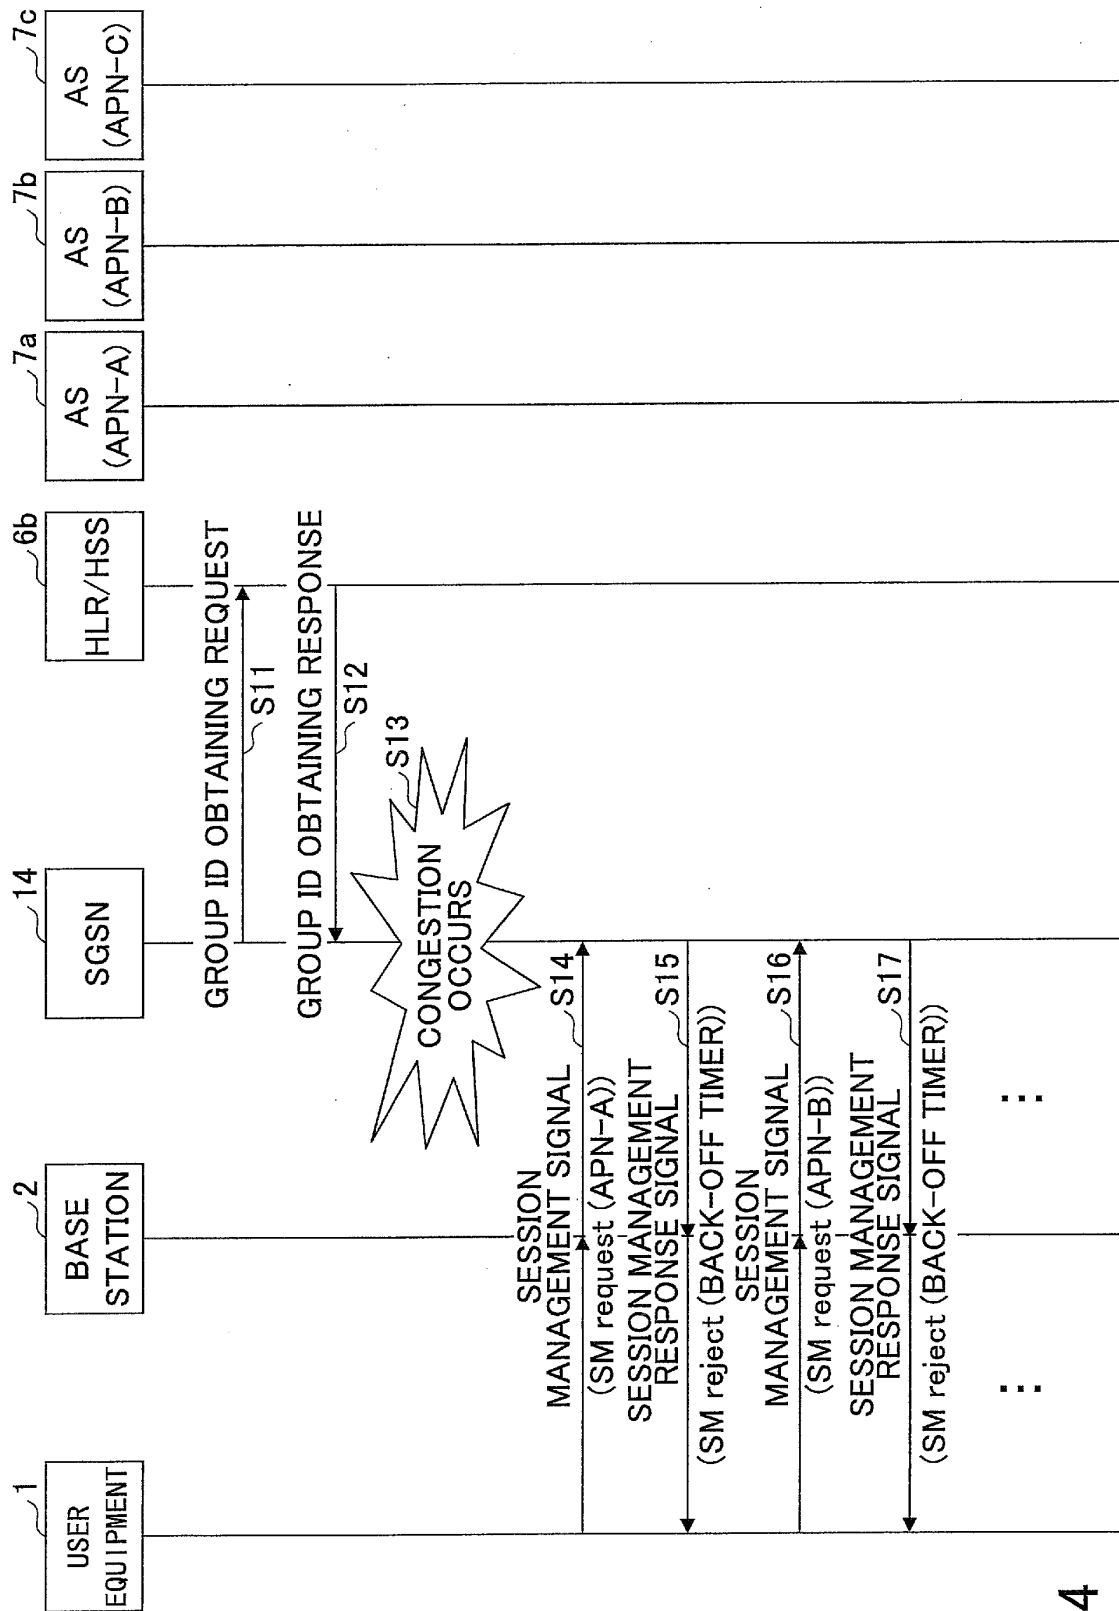 1
USER
EQUIPMENT
2
BASE
STATION
14
SGSN
6b
HLR/HSS
7a
AS
(APN-A)
7b
AS
(APN-B)
7c
AS
(APN-C)
GROUP ID OBTAINING REQUEST
S11
GROUP ID OBTAINING RESPONSE
S12
CONGESTION
OCCURS
S13
SESSION
MANAGEMENT SIGNAL
S14
(SM request (APN-A))
SESSION MANAGEMENT
RESPONSE SIGNAL
S15
(SM reject (BACK-OFF TIMER))
SESSION
MANAGEMENT SIGNAL
S16
(SM request (APN-B))
SESSION MANAGEMENT
RESPONSE SIGNAL
S17
(SM reject (BACK-OFF TIMER))
...
...
4